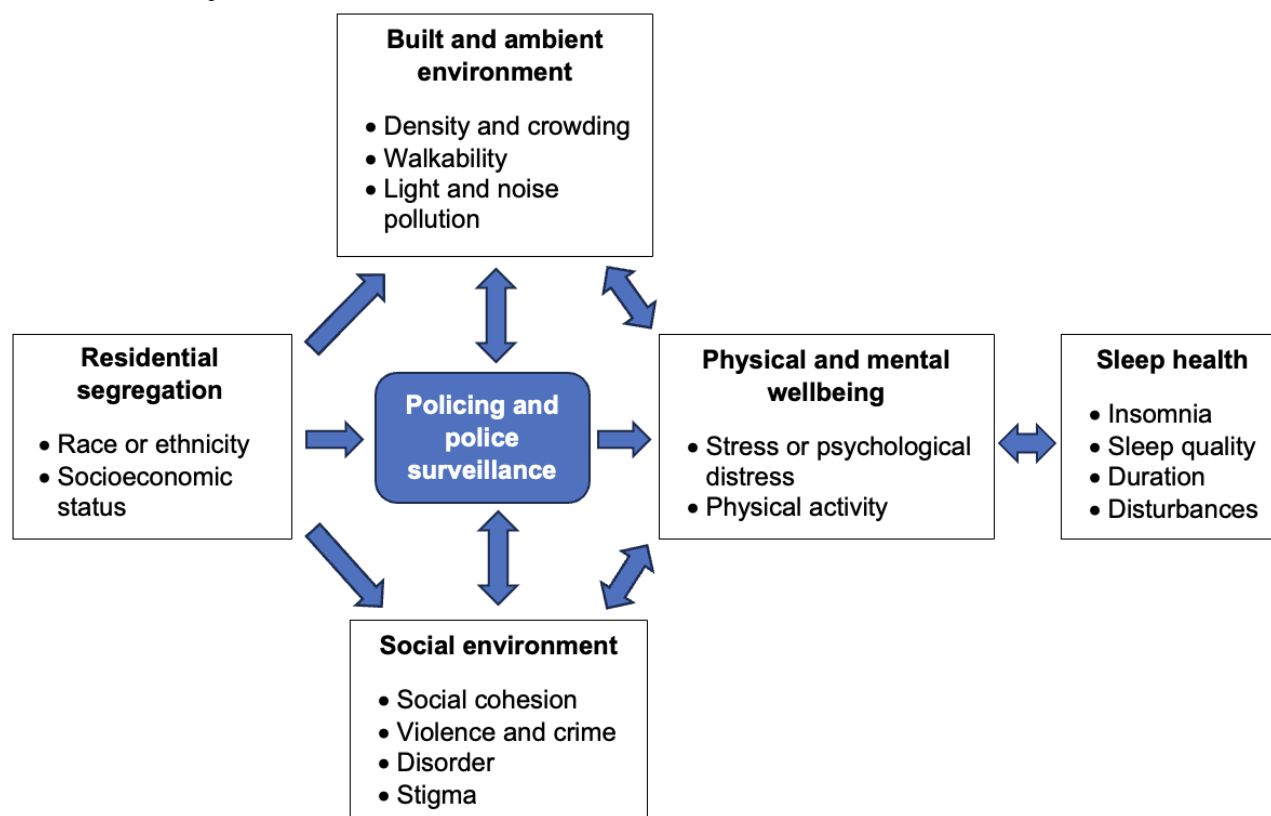 Built and ambient
environment
• Density and crowding
• Walkability
• Light and noise
pollution
Residential
segregation
• Race or ethnicity
• Socioeconomic
status
Policing and
police
surveillance
Physical and mental
wellbeing
• Stress or psychological
distress
• Physical activity
Sleep health
• Insomnia
• Sleep quality
• Duration
• Disturbances
Social environment
• Social cohesion
• Violence and crime
• Disorder
• Stigma